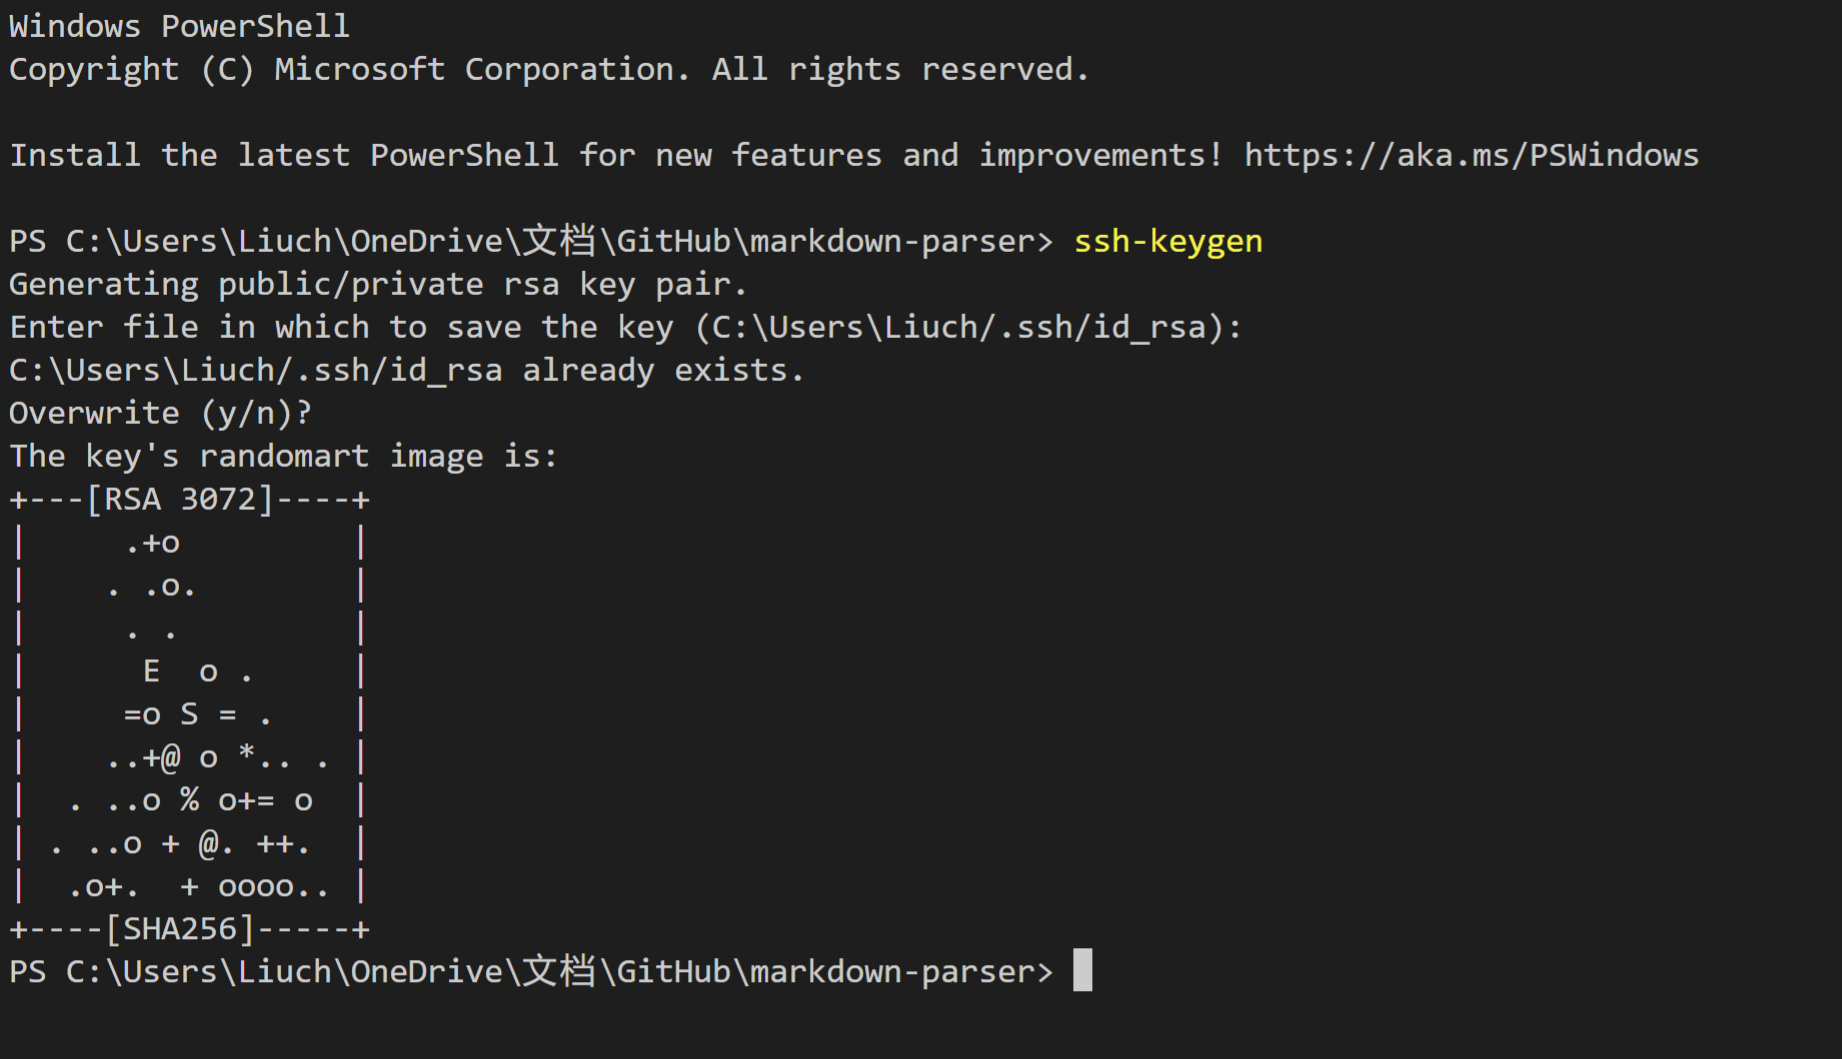 Windows PowerShell
Copyright (C) Microsoft Corporation. All rights reserved.

Install the latest PowerShell for new features and improvements! https://aka.ms/PSWindows

PS C:\Users\Liuch\OneDrive\文档\GitHub\markdown-parser> ssh-keygen
Generating public/private rsa key pair.
Enter file in which to save the key (C:\Users\Liuch/.ssh/id_rsa):
C:\Users\Liuch/.ssh/id_rsa already exists.
Overwrite (y/n)?
The key's randomart image is:
+---[RSA 3072]----+
|     .+o         |
|    . .o.        |
|     . .         |
|      E  o .     |
|     =o S = .    |
|    ..+@ o *.. . |
|  . ..o % o+= o  |
| . ..o + @. ++.  |
|  .o+.  + oooo.. |
+----[SHA256]-----+
PS C:\Users\Liuch\OneDrive\文档\GitHub\markdown-parser>